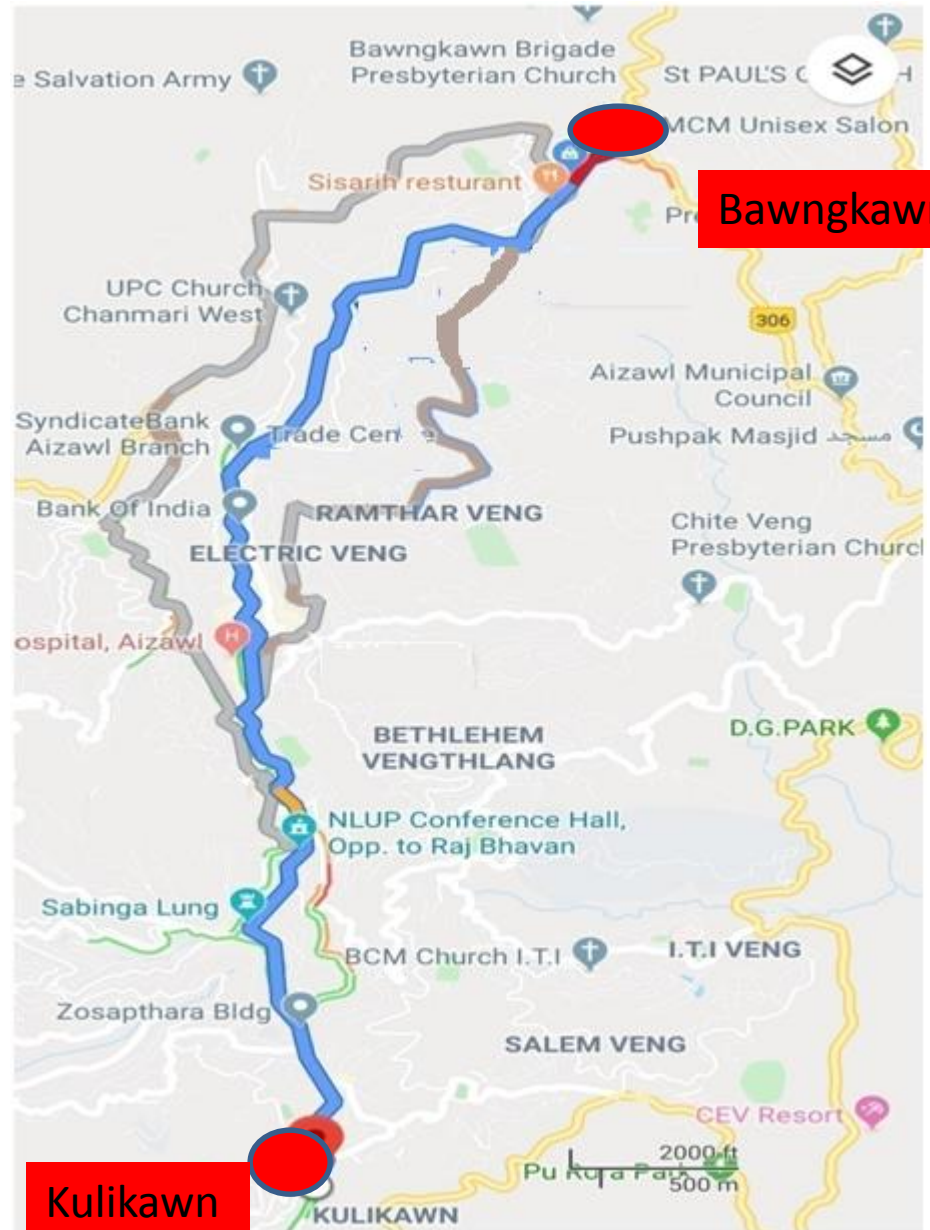 Bawngkawn Brigade
Presbyterian Church
e Salvation Army
St PAUL'S
H
MCM Unisex Salon
Sisarih resturant
Bawngkaw
UPC Church
Chanmari West
306
Aizawl Municipal
Council
SyndicateBank
Aizawl Branch
Trade Cen
Pushpak Masjid مسجد
Bank Of India
RAMTHAR VENG
Chite Veng
Presbyterian Churc
ELECTRIC VENG
ospital, Aizawl
H
BETHLEHEM
VENGTHLANG
D.G.PARK
NLUP Conference Hall,
Opp. to Raj Bhavan
Sabinga Lung
BCM Church I.T.I
I.T.I VENG
Zosapthara Bldg
SALEM VENG
CEV Resort
2000 ft
500 m
Pu
Kulikawn
KULIKAWN